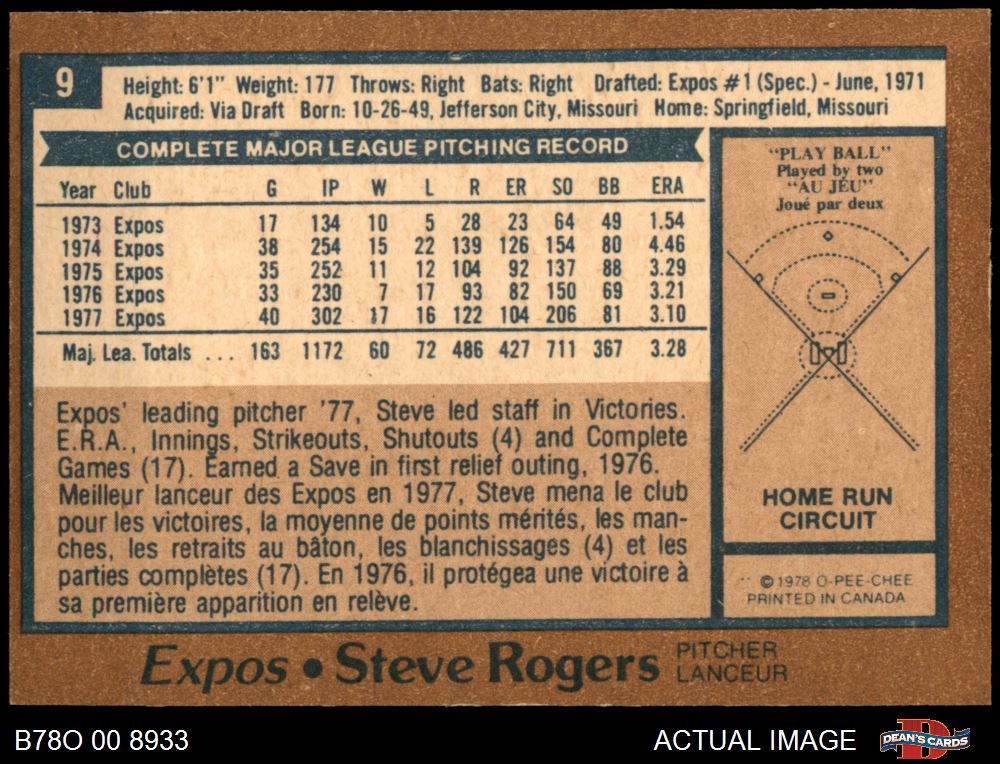 9
Height: 6'1" Weight: 177 Throws: Right Bats: Right Drafted: Expos #1 (Spec.) - June, 1971
Acquired: Via Draft Born: 10-26-49, Jefferson City, Missouri Home: Springfield, Missouri
COMPLETE MAJOR LEAGUE PITCHING RECORD
Year Club G IP W L R ER SO BB ERA
1973 Expos 17 134 10 5 28 23 64 49 1.54
1974 Expos 38 254 15 22 139 126 154 80 4.46
1975 Expos 35 252 11 12 104 92 137 88 3.29
1976 Expos 33 230 7 17 93 82 150 69 3.21
1977 Expos 40 302 17 16 122 104 206 81 3.10
Maj. Lea. Totals ... 163 1172 60 72 486 427 711 367 3.28
Expos' leading pitcher '77, Steve led staff in Victories.
E.R.A., Innings, Strikeouts, Shutouts (4) and Complete
Games (17). Earned a Save in first relief outing, 1976.
Meilleur lanceur des Expos en 1977, Steve mena le club
pour les victoires, la moyenne de points mérités, les man-
ches, les retraits au bâton, les blanchissages (4) et les
parties complètes (17). En 1976, il protégea une victoire à
sa première apparition en relève.
"PLAY BALL"
Played by two
"AU JEU"
Joué par deux
HOME RUN
CIRCUIT
© 1978 O-PEE-CHEE
PRINTED IN CANADA
Expos • Steve Rogers
PITCHER
LANCEUR
B78O 00 8933
ACTUAL IMAGE
D
DEAN'S CARDS